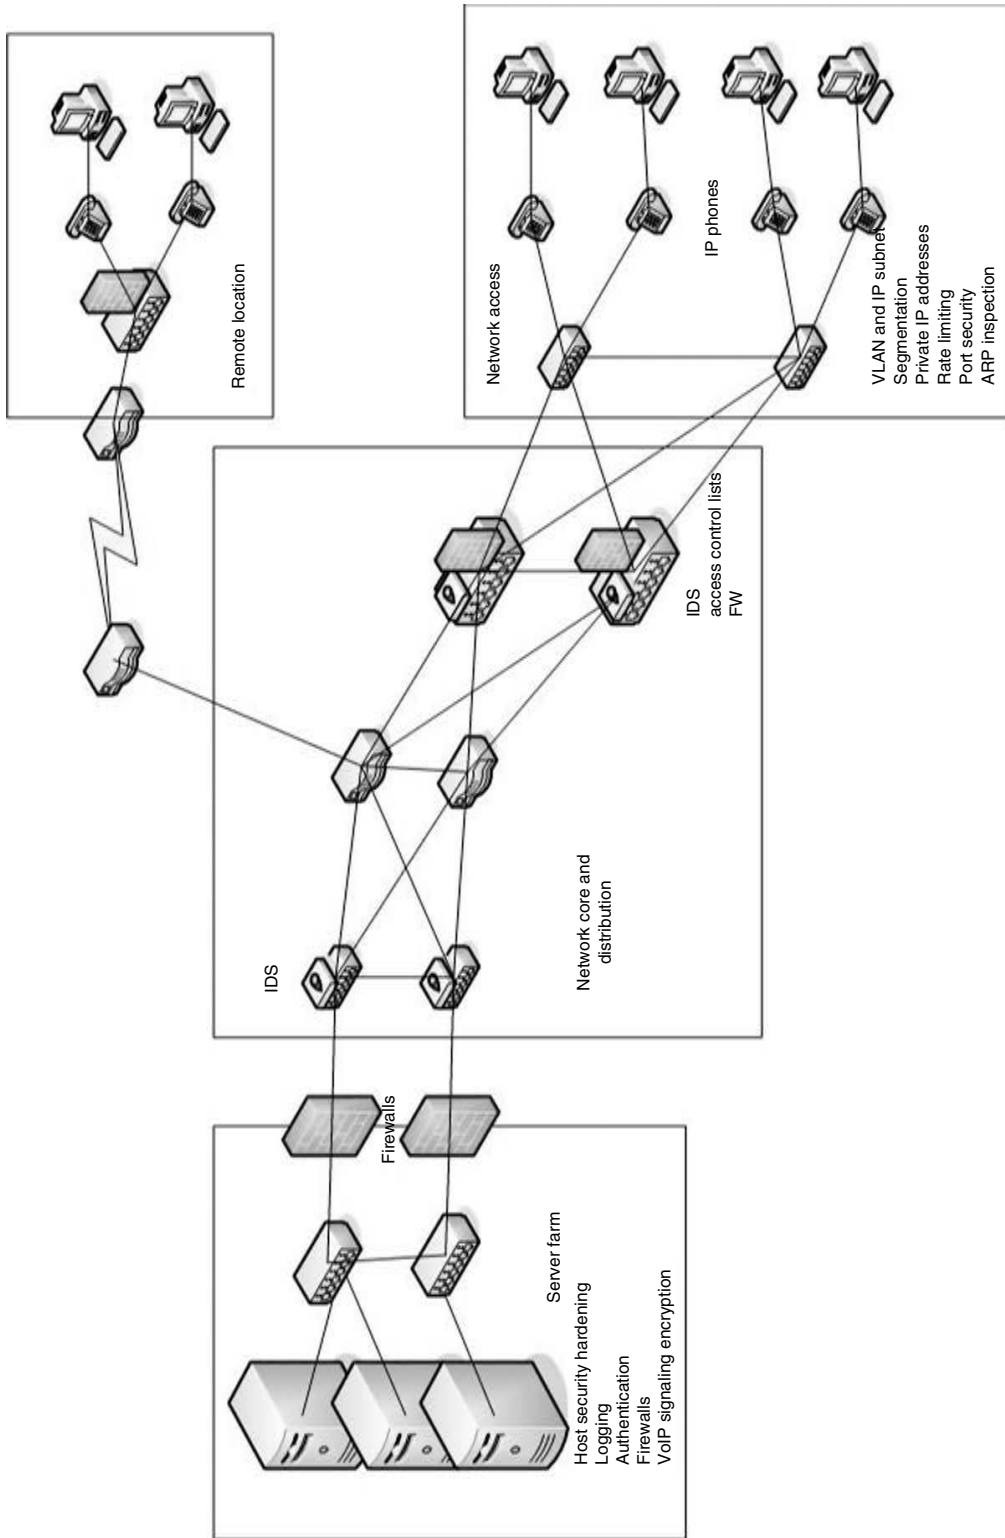 Remote location
Network access
IP phones
VLAN and IP subnet
Segmentation
Private IP addresses
Rate limiting
Port security
ARP inspection
IDS
access control lists
FW
IDS
Network core and
distribution
Firewalls
Server farm
Host security hardening
Logging
Authentication
Firewalls
VoIP signaling encryption